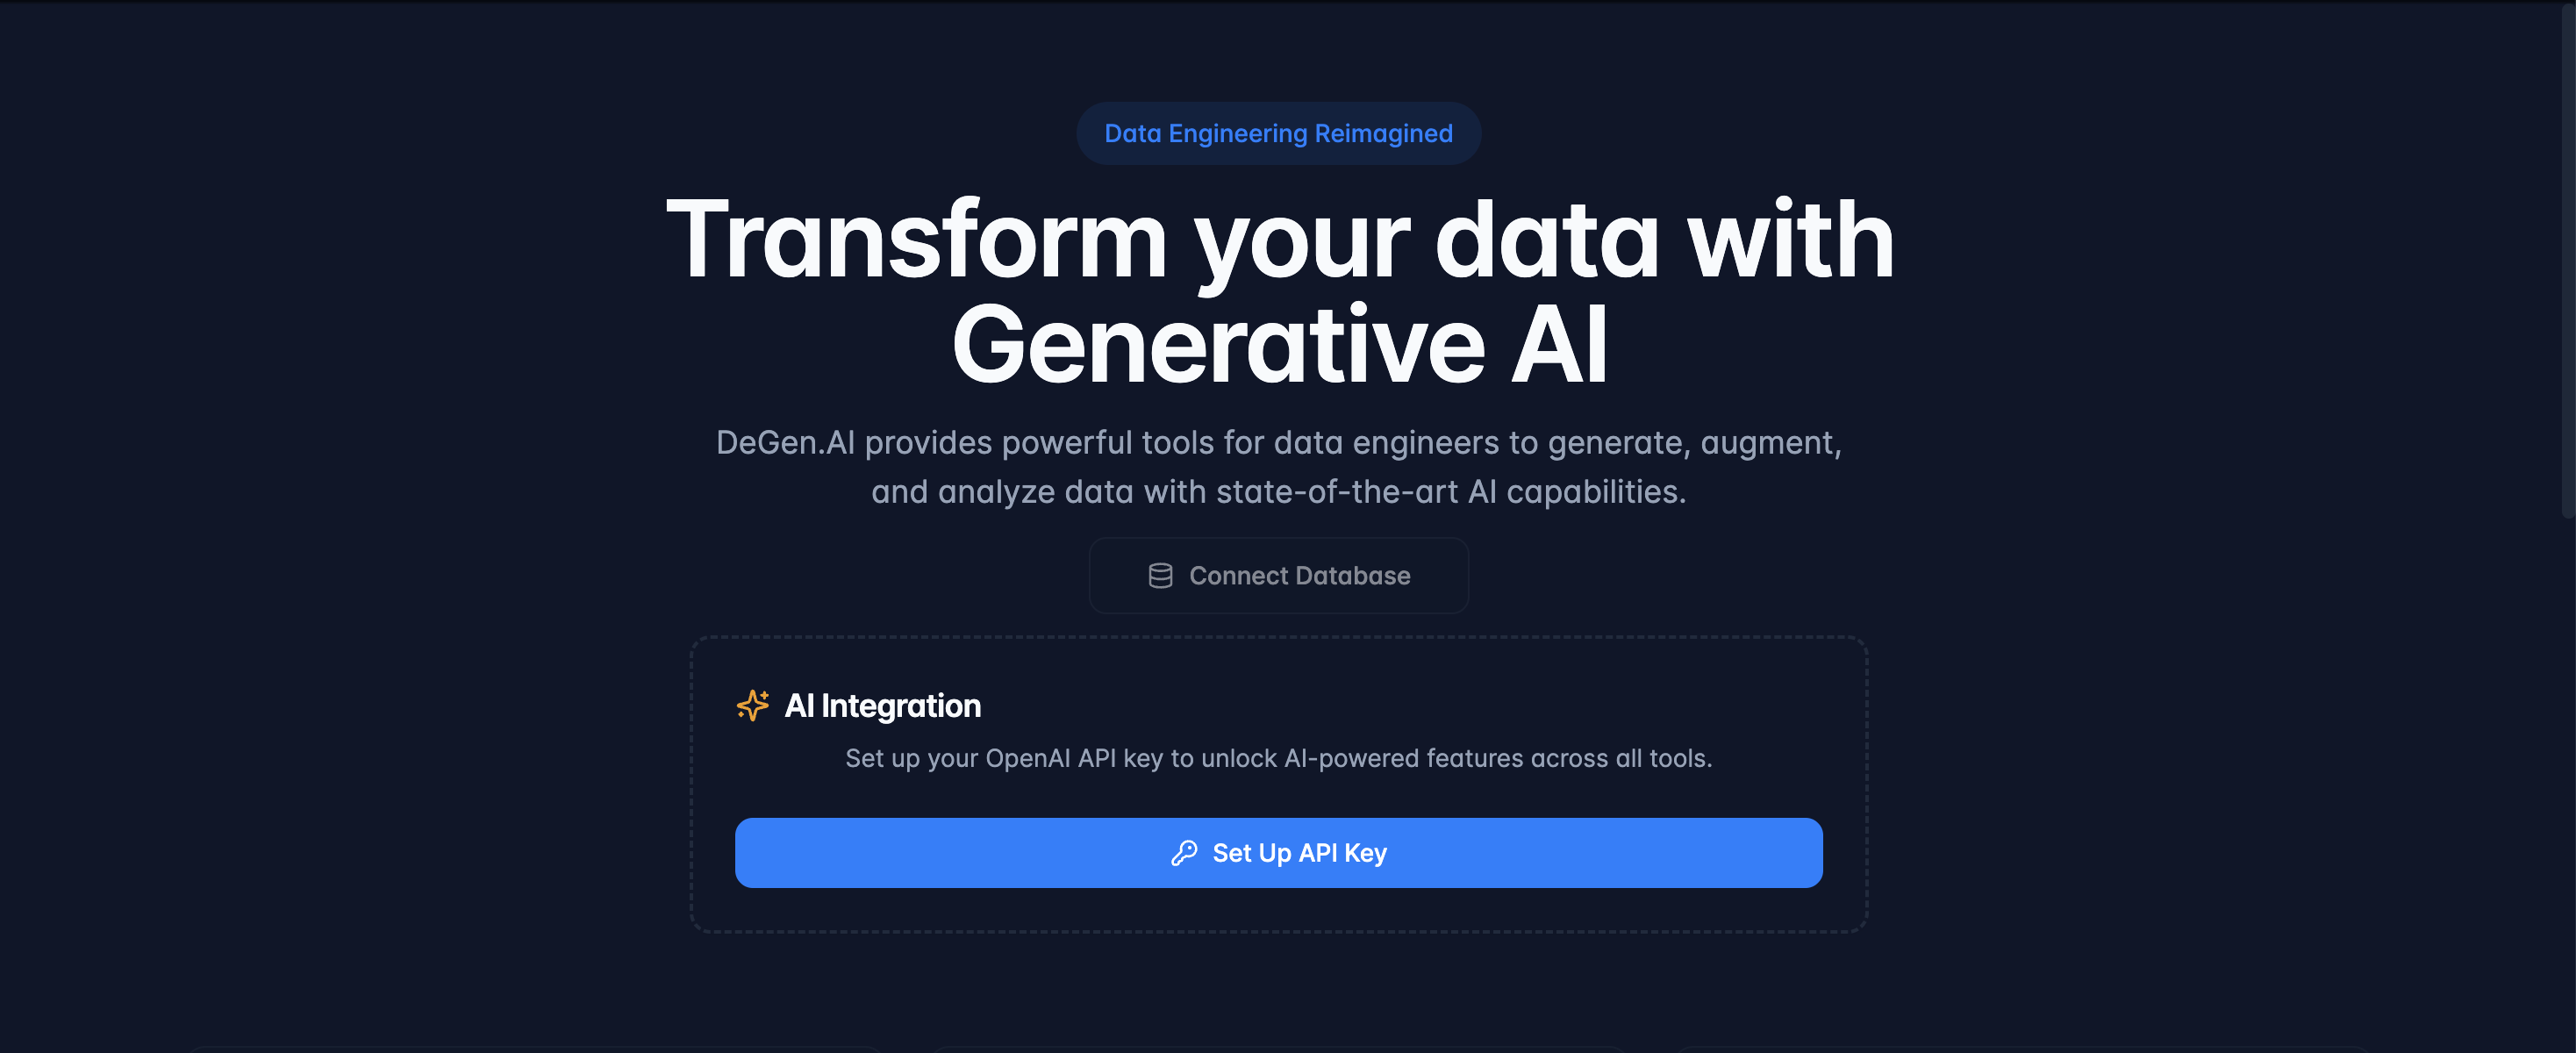 Data Engineering Reimagined
Transform your data with
Generative AI
DeGen.AI provides powerful tools for data engineers to generate, augment,
and analyze data with state-of-the-art AI capabilities.
Connect Database
AI Integration
Set up your OpenAI API key to unlock AI-powered features across all tools.
Set Up API Key